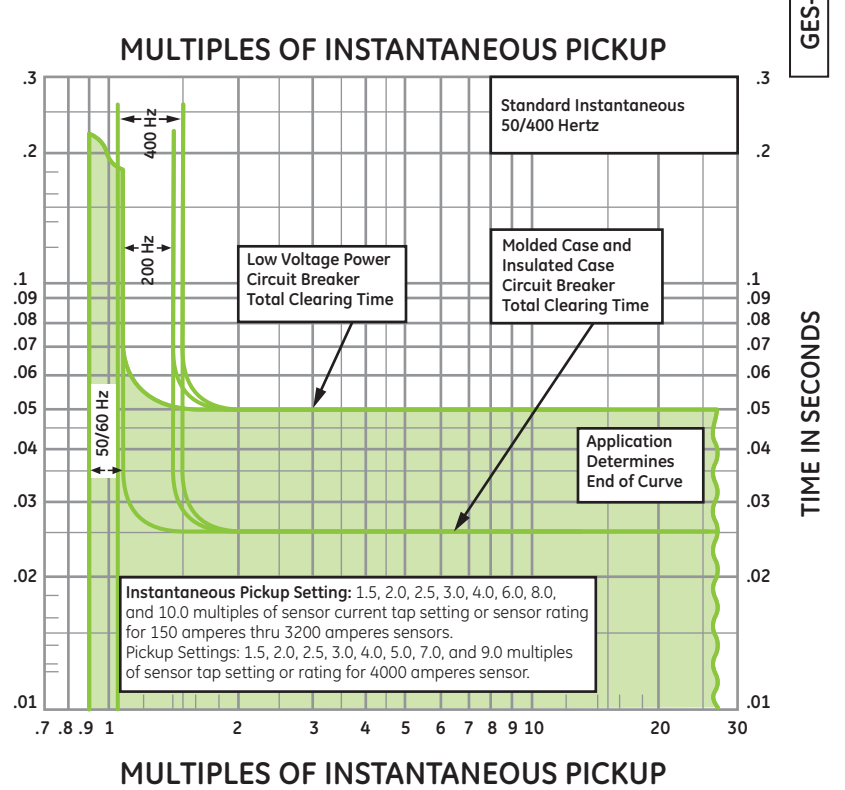 GES-
MULTIPLES OF INSTANTANEOUS PICKUP
.3
.3
Standard Instantaneous
50/400 Hertz
400 Hz
.2
.2
200 Hz
Low Voltage Power
Circuit Breaker
Total Clearing Time
Molded Case and
Insulated Case
Circuit Breaker
Total Clearing Time
.1
.1
.09
.09
.08
.08
.07
.07
.06
.06
.05
.05
50/60 Hz
Application
Determines
End of Curve
.04
.04
.03
.03
TIME IN SECONDS
.02
.02
Instantaneous Pickup Setting: 1.5, 2.0, 2.5, 3.0, 4.0, 6.0, 8.0,
and 10.0 multiples of sensor current tap setting or sensor rating
for 150 amperes thru 3200 amperes sensors.
Pickup Settings: 1.5, 2.0, 2.5, 3.0, 4.0, 5.0, 7.0, and 9.0 multiples
of sensor tap setting or rating for 4000 amperes sensor.
.01
.01
.7 .8 .9 1 2 3 4 5 6 7 8 9 10 20 30
MULTIPLES OF INSTANTANEOUS PICKUP